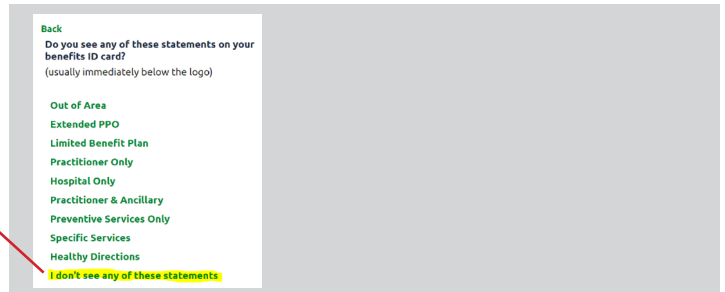 Back
Do you see any of these statements on your
benefits ID card?
(usually immediately below the logo)
Out of Area
Extended PPO
Limited Benefit Plan
Practitioner Only
Hospital Only
Practitioner & Ancillary
Preventive Services Only
Specific Services
Healthy Directions
I don't see any of these statements